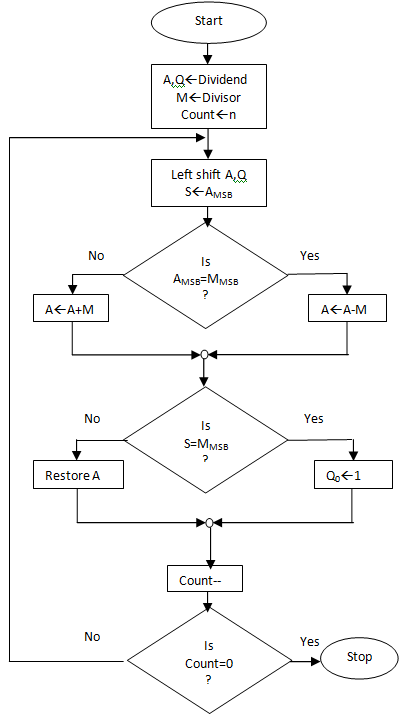 Start
A,Q←Dividend
M←Divisor
Count←n
Left shift A,Q
S←AMSB
No
Is
Yes
AMSB=MMSB
?
A←A+M
A←A-M
No
Is
Yes
S=MMSB
?
Restore A
Q0←1
Count--
No
Is
Yes
Count=0
Stop
?